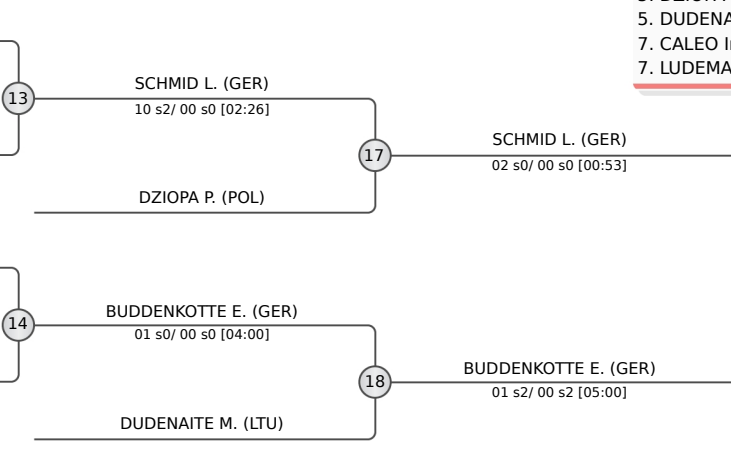 5. DUDENA
7. CALEO
7. LUDEMA
SCHMID L. (GER)
13
10 s2/ 00 s0 [02:26]
SCHMID L. (GER)
17
02 s0/ 00 s0 [00:53]
DZIOPA P. (POL)
BUDDENKOTTE E. (GER)
14
01 s0/ 00 s0 [04:00]
BUDDENKOTTE E. (GER)
18
01 s2/ 00 s2 [05:00]
DUDENAITE M. (LTU)